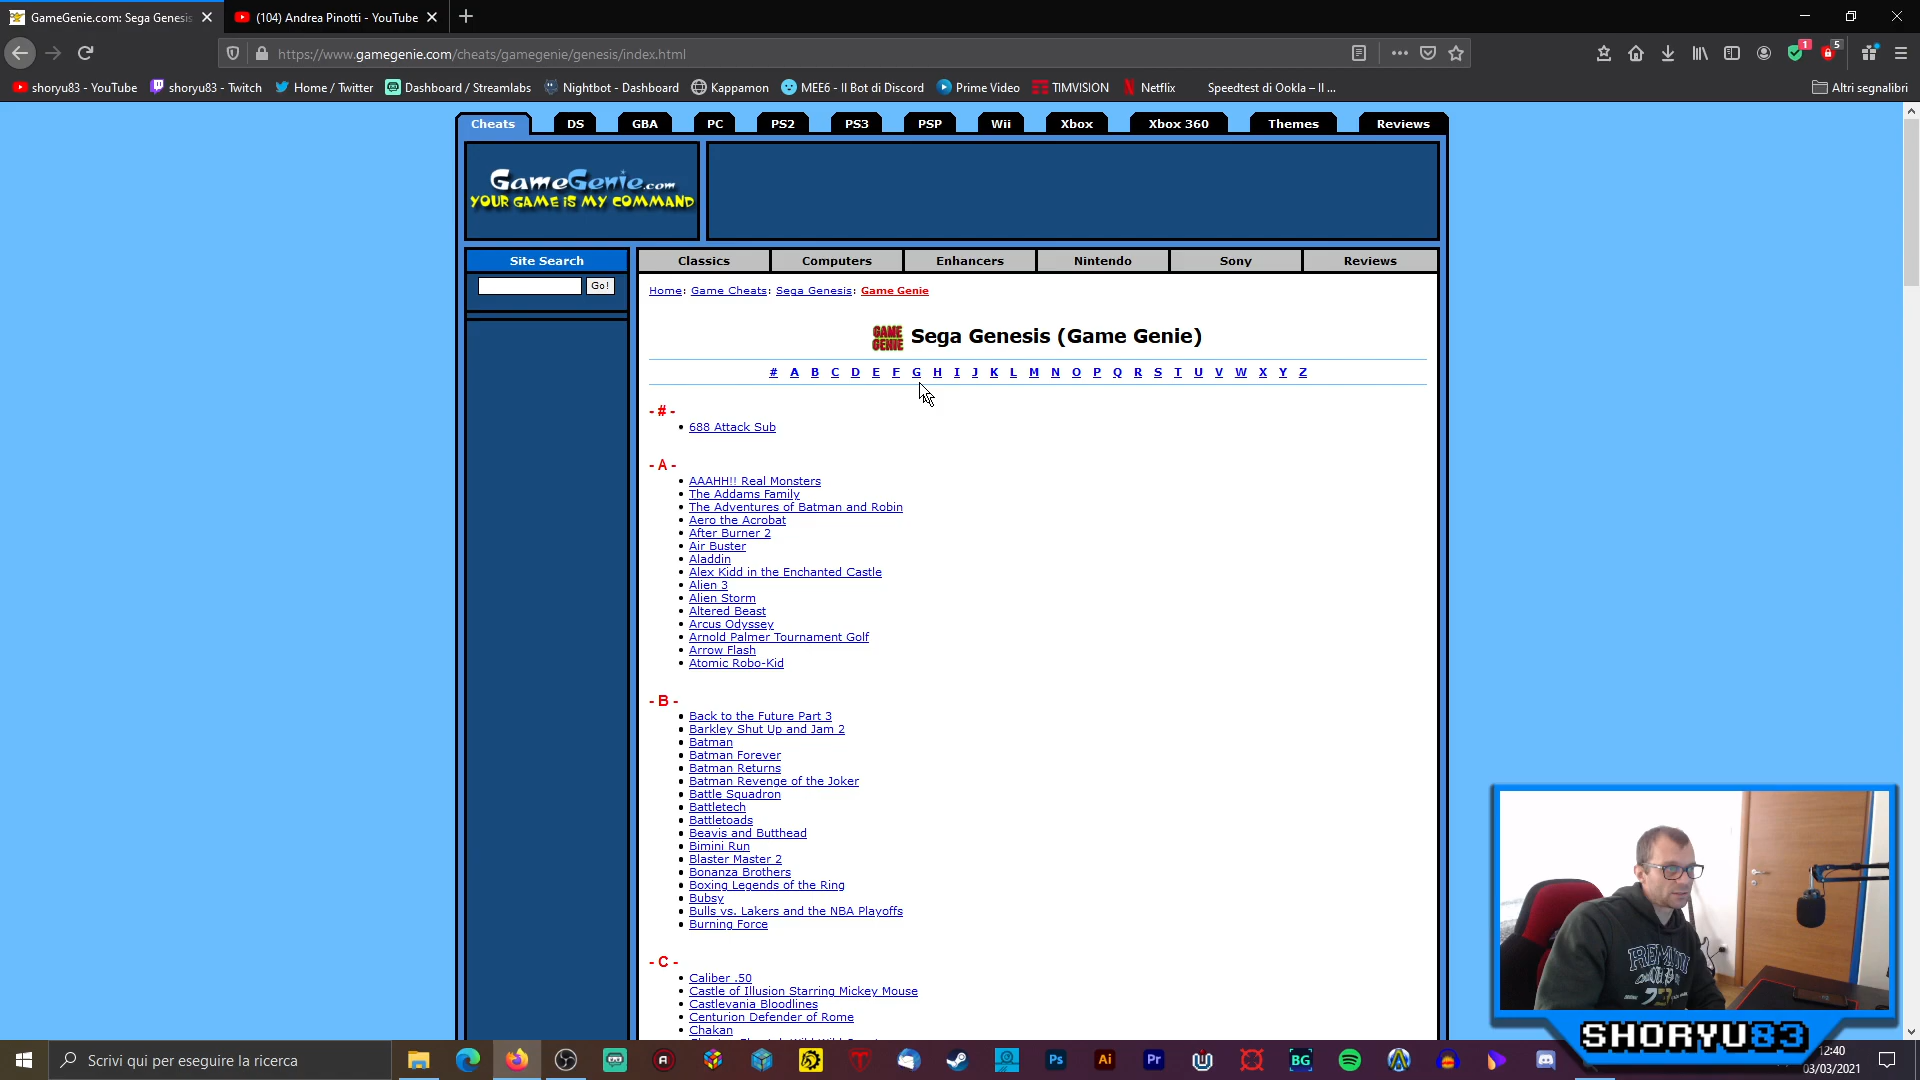 GameGenie.com: Sega Genesis
(104) Andrea Pinotti - YouTube
https://www.gamegenie.com/cheats/gamegenie/genesis/index.html
1
5
shoryu83 - YouTube
shoryu83 - Twitch
Home / Twitter
Dashboard / Streamlabs
Nightbot - Dashboard
Kappamon
MEE6 - Il Bot di Discord
Prime Video
TIMVISION
Netflix
Speedtest di Ookla – Il ...
Altri segnalibri
Cheats DS GBA PC PS2 PS3 PSP Wii Xbox Xbox 360 Themes Reviews
GameGenie.com
YOUR GAME IS MY COMMAND
Site Search
Go!
Classics Computers Enhancers Nintendo Sony Reviews
Home: Game Cheats: Sega Genesis: Game Genie
GAME
GENIE
Sega Genesis (Game Genie)
# A B C D E F G H I J K L M N O P Q R S T U V W X Y Z
- # -
• 688 Attack Sub
- A -
• AAAHH!! Real Monsters
• The Addams Family
• The Adventures of Batman and Robin
• Aero the Acrobat
• After Burner 2
• Air Buster
• Aladdin
• Alex Kidd in the Enchanted Castle
• Alien 3
• Alien Storm
• Altered Beast
• Arcus Odyssey
• Arnold Palmer Tournament Golf
• Arrow Flash
• Atomic Robo-Kid
- B -
• Back to the Future Part 3
• Barkley Shut Up and Jam 2
• Batman
• Batman Forever
• Batman Returns
• Batman Revenge of the Joker
• Battle Squadron
• Battletech
• Battletoads
• Beavis and Butthead
• Bimini Run
• Blaster Master 2
• Bonanza Brothers
• Boxing Legends of the Ring
• Bubsy
• Bulls vs. Lakers and the NBA Playoffs
• Burning Force
- C -
• Caliber .50
• Castle of Illusion Starring Mickey Mouse
• Castlevania Bloodlines
• Centurion Defender of Rome
• Chakan
SHORYU83
Scrivi qui per eseguire la ricerca
Ps
Ai
Pr
BG
12:40
03/03/2021